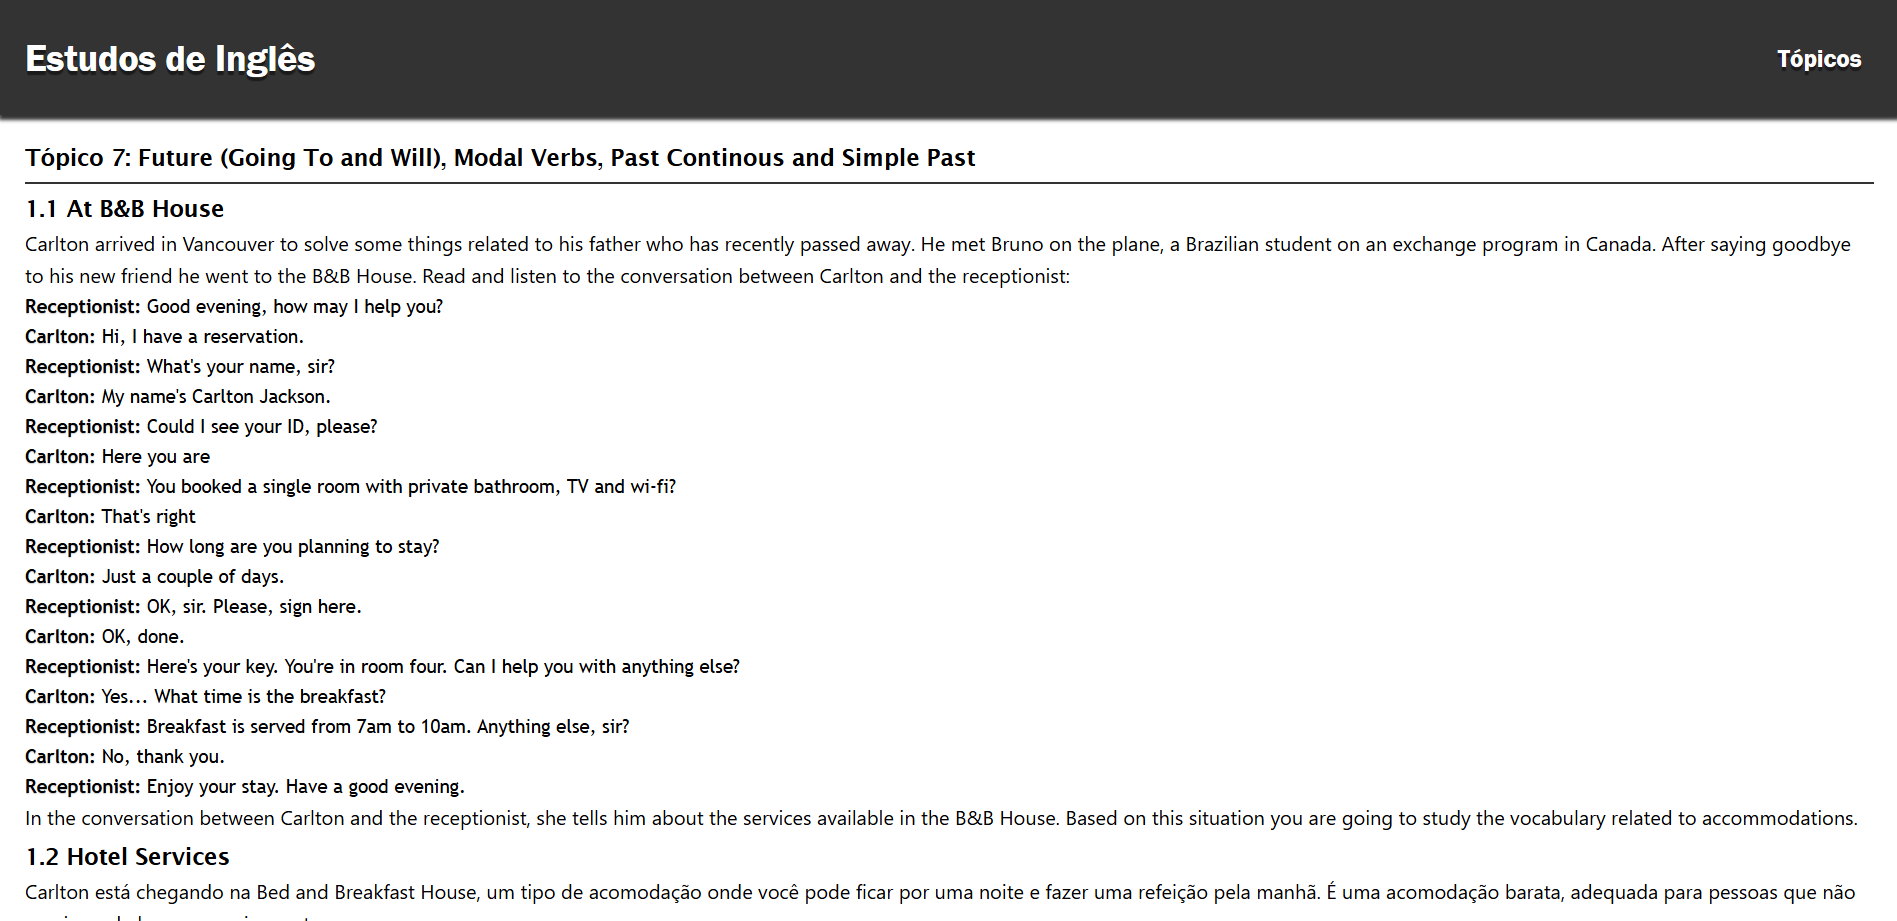 Estudos de Inglês
Tópicos
Tópico 7: Future (Going To and Will), Modal Verbs, Past Continous and Simple Past
1.1 At B&B House
Carlton arrived in Vancouver to solve some things related to his father who has recently passed away. He met Bruno on the plane, a Brazilian student on an exchange program in Canada. After saying goodbye
to his new friend he went to the B&B House. Read and listen to the conversation between Carlton and the receptionist:
Receptionist: Good evening, how may I help you?
Carlton: Hi, I have a reservation.
Receptionist: What's your name, sir?
Carlton: My name's Carlton Jackson.
Receptionist: Could I see your ID, please?
Carlton: Here you are
Receptionist: You booked a single room with private bathroom, TV and wi-fi?
Carlton: That's right
Receptionist: How long are you planning to stay?
Carlton: Just a couple of days.
Receptionist: OK, sir. Please, sign here.
Carlton: OK, done.
Receptionist: Here's your key. You're in room four. Can I help you with anything else?
Carlton: Yes... What time is the breakfast?
Receptionist: Breakfast is served from 7am to 10am. Anything else, sir?
Carlton: No, thank you.
Receptionist: Enjoy your stay. Have a good evening.
In the conversation between Carlton and the receptionist, she tells him about the services available in the B&B House. Based on this situation you are going to study the vocabulary related to accommodations.
1.2 Hotel Services
Carlton está chegando na Bed and Breakfast House, um tipo de acomodação onde você pode ficar por uma noite e fazer uma refeição pela manhã. É uma acomodação barata, adequada para pessoas que não